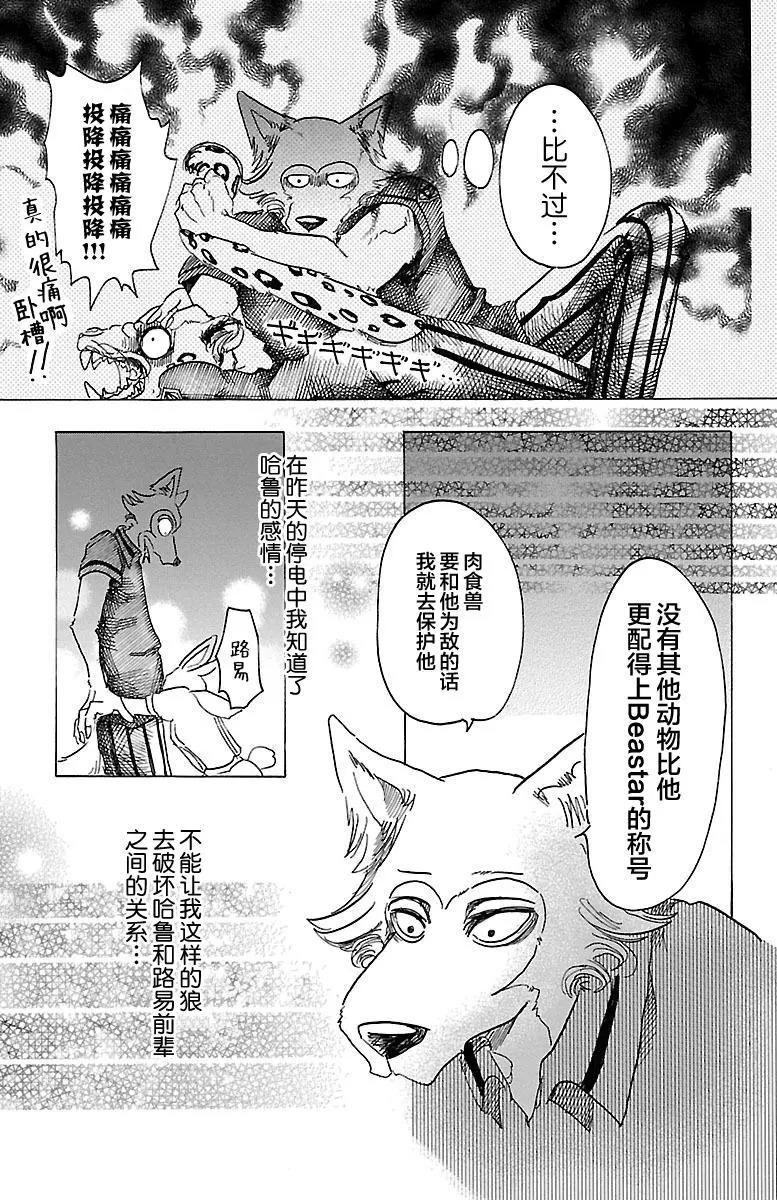 …比不过…
痛痛痛痛痛痛
投降投降投降!!!
真的很痛啊
卧槽!!
ギギギギギギ…
没有其他动物比他
更配得上Beastar的称号
肉食兽
要和他为敌的话
我就去保护他
在昨天的停电中我知道了
哈鲁的感情…
路易
不能让我这样的狼
去破坏哈鲁和路易前辈
之间的关系…